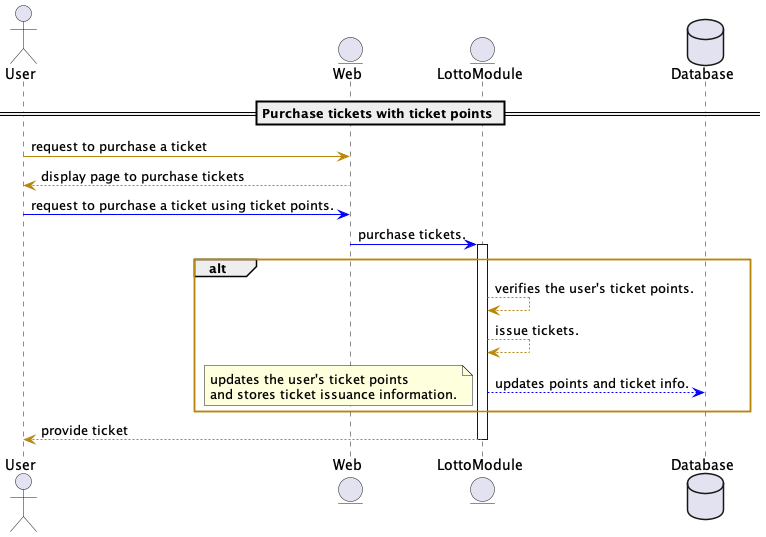 User
Web
LottoModule
Database
Purchase tickets with ticket points
request to purchase a ticket
display page to purchase tickets
request to purchase a ticket using ticket points.
purchase tickets.
alt
verifies the user's ticket points.
issue tickets.
updates the user's ticket points
and stores ticket issuance information.
updates points and ticket info.
provide ticket
User
Web
LottoModule
Database